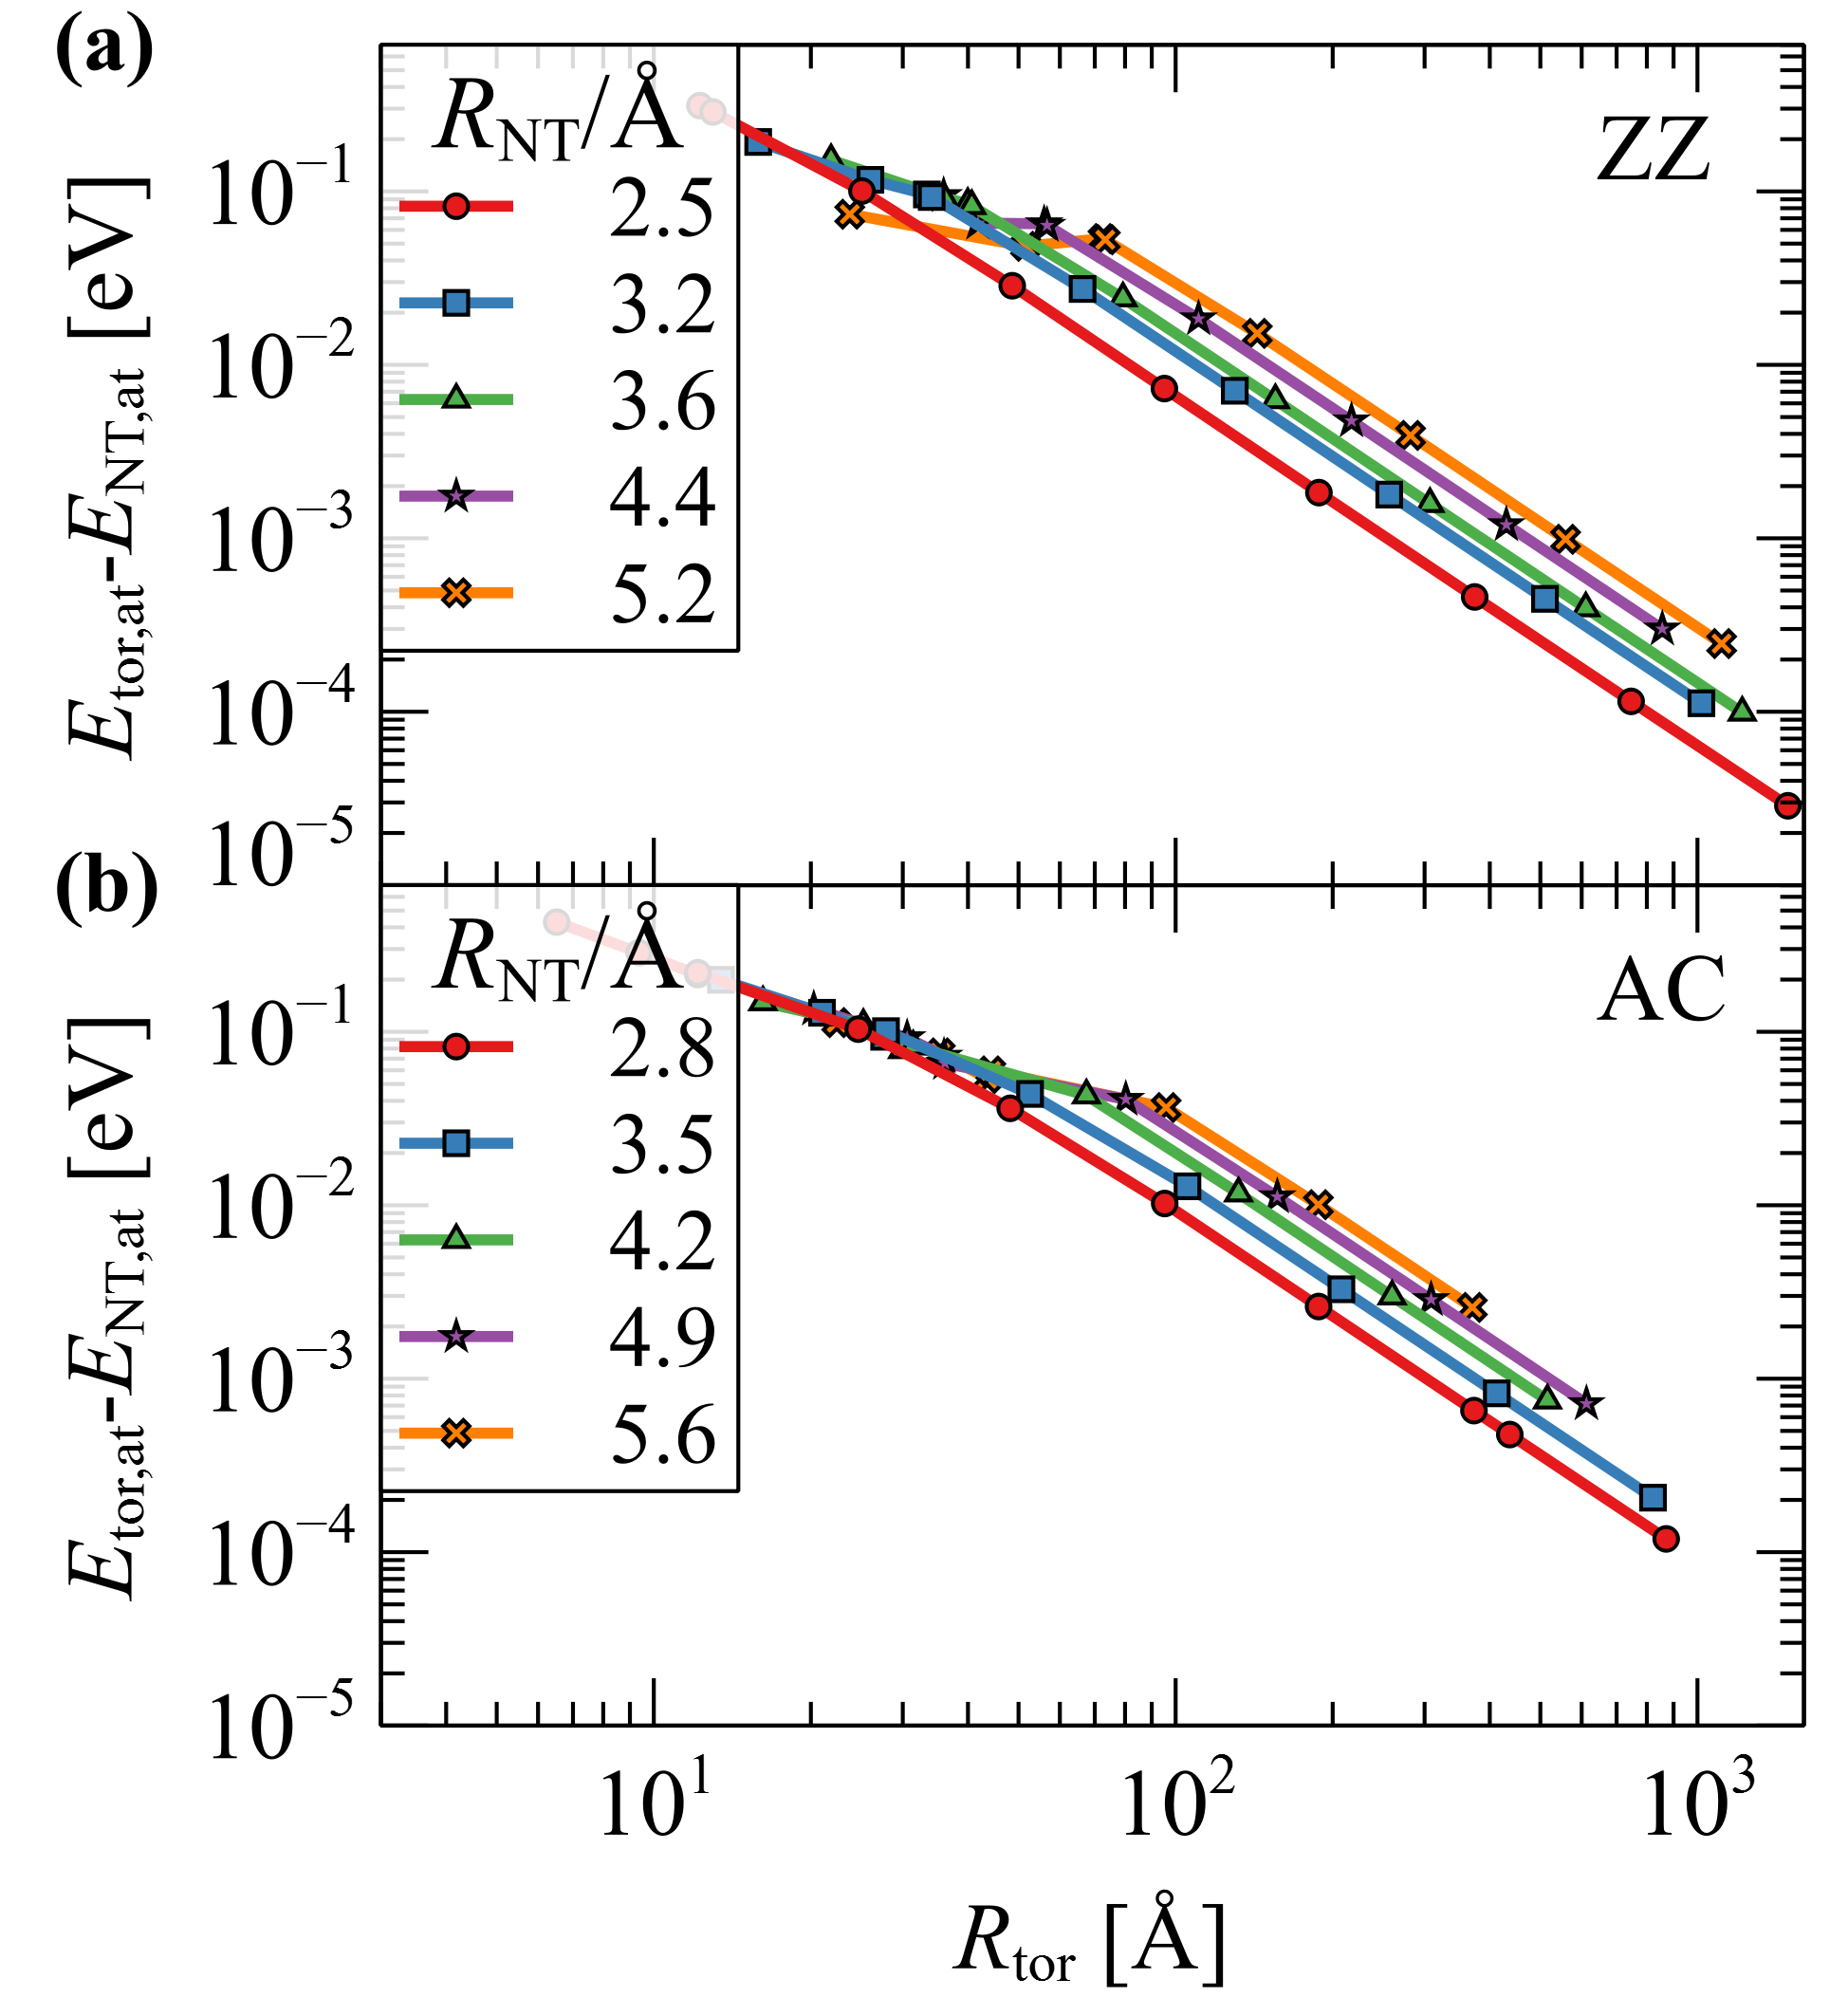 (a)
R_NT/Å
ZZ
2.5
3.2
3.6
4.4
5.2
10^−1
10^−2
10^−3
10^−4
10^−5
E_tor,at-E_NT,at [eV]
(b)
R_NT/Å
AC
2.8
3.5
4.2
4.9
5.6
10^−1
10^−2
10^−3
10^−4
10^−5
E_tor,at-E_NT,at [eV]
10^1 10^2 10^3
R_tor [Å]